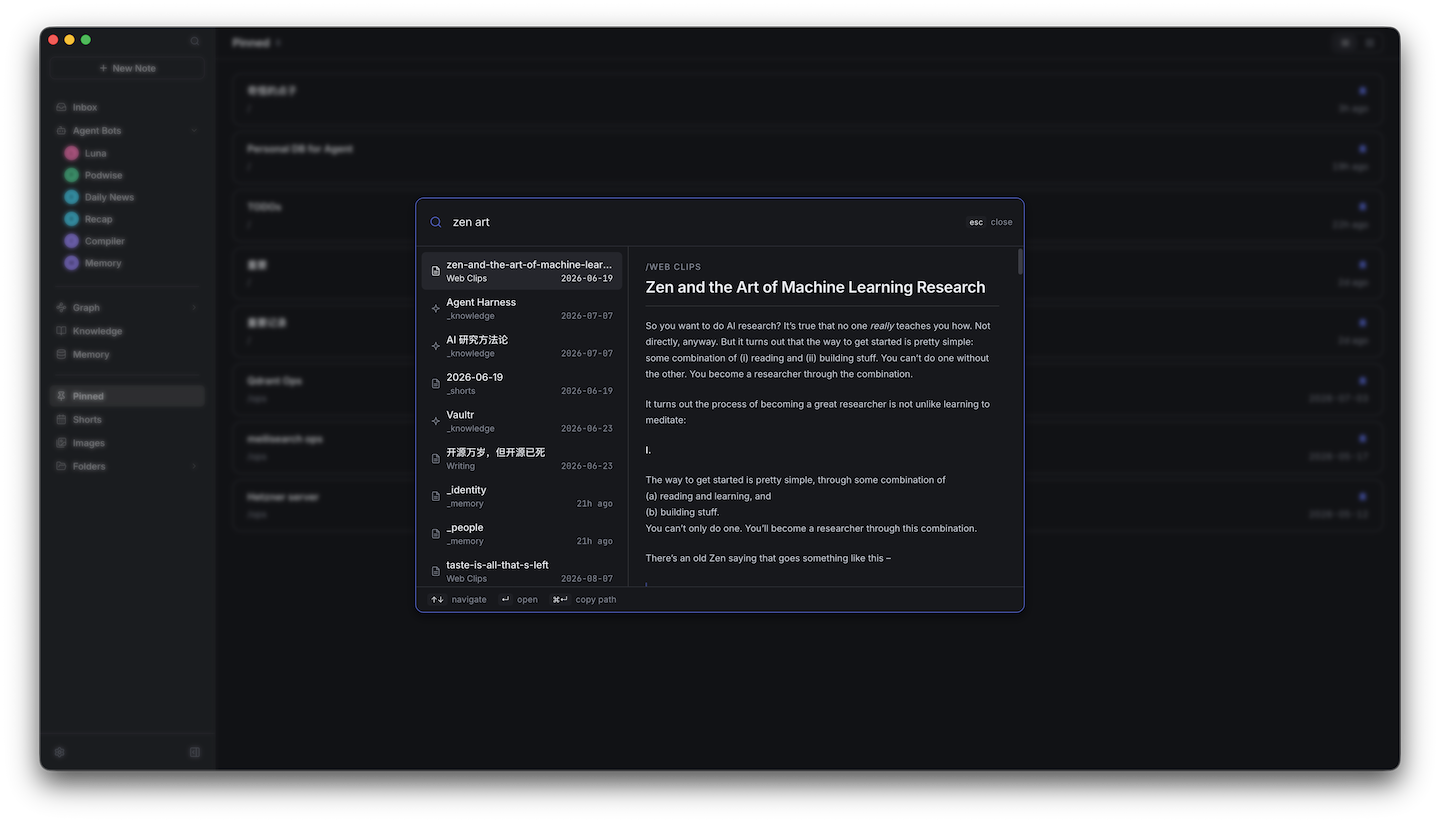 Pinned
+ New Note
Inbox
Agent Bots
Luna
Podwise
Daily News
Recap
Compiler
Memory
Graph
Knowledge
Memory
Pinned
Shorts
Images
Folders
Personal DB for Agent
TODOs
重要
Qdrant Ops
meilisearch ops
Hetzner server
zen art
esc close
zen-and-the-art-of-machine-lear...
Web Clips 2026-06-19
Agent Harness
_knowledge 2026-07-07
AI 研究方法论
_knowledge 2026-07-07
2026-06-19
_shorts 2026-06-19
Vaultr
_knowledge 2026-06-23
开源万岁，但开源已死
Writing 2026-06-23
_identity
_memory 21h ago
_people
_memory 21h ago
taste-is-all-that-s-left
Web Clips 2026-08-07
/WEB CLIPS
Zen and the Art of Machine Learning Research
So you want to do AI research? It’s true that no one really teaches you how. Not
directly, anyway. But it turns out that the way to get started is pretty simple:
some combination of (i) reading and (ii) building stuff. You can’t do one without
the other. You become a researcher through the combination.
It turns out the process of becoming a great researcher is not unlike learning to
meditate:
I.
The way to get started is pretty simple, through some combination of
(a) reading and learning, and
(b) building stuff.
You can’t only do one. You’ll become a researcher through this combination.
There’s an old Zen saying that goes something like this –
↑↓ navigate ↵ open ⌘↵ copy path